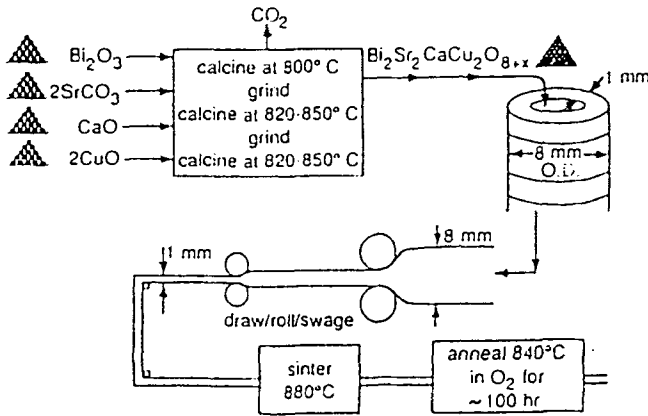 CO2
Bi2O3
2SrCO3
CaO
2CuO
calcine at 800° C
grind
calcine at 820-850° C
grind
calcine at 820-850° C
Bi2Sr2CaCu2O8+x
1 mm
8 mm
O.D.
1 mm
8 mm
draw/roll/swage
sinter
880°C
anneal 840°C
in O2 for
~100 hr